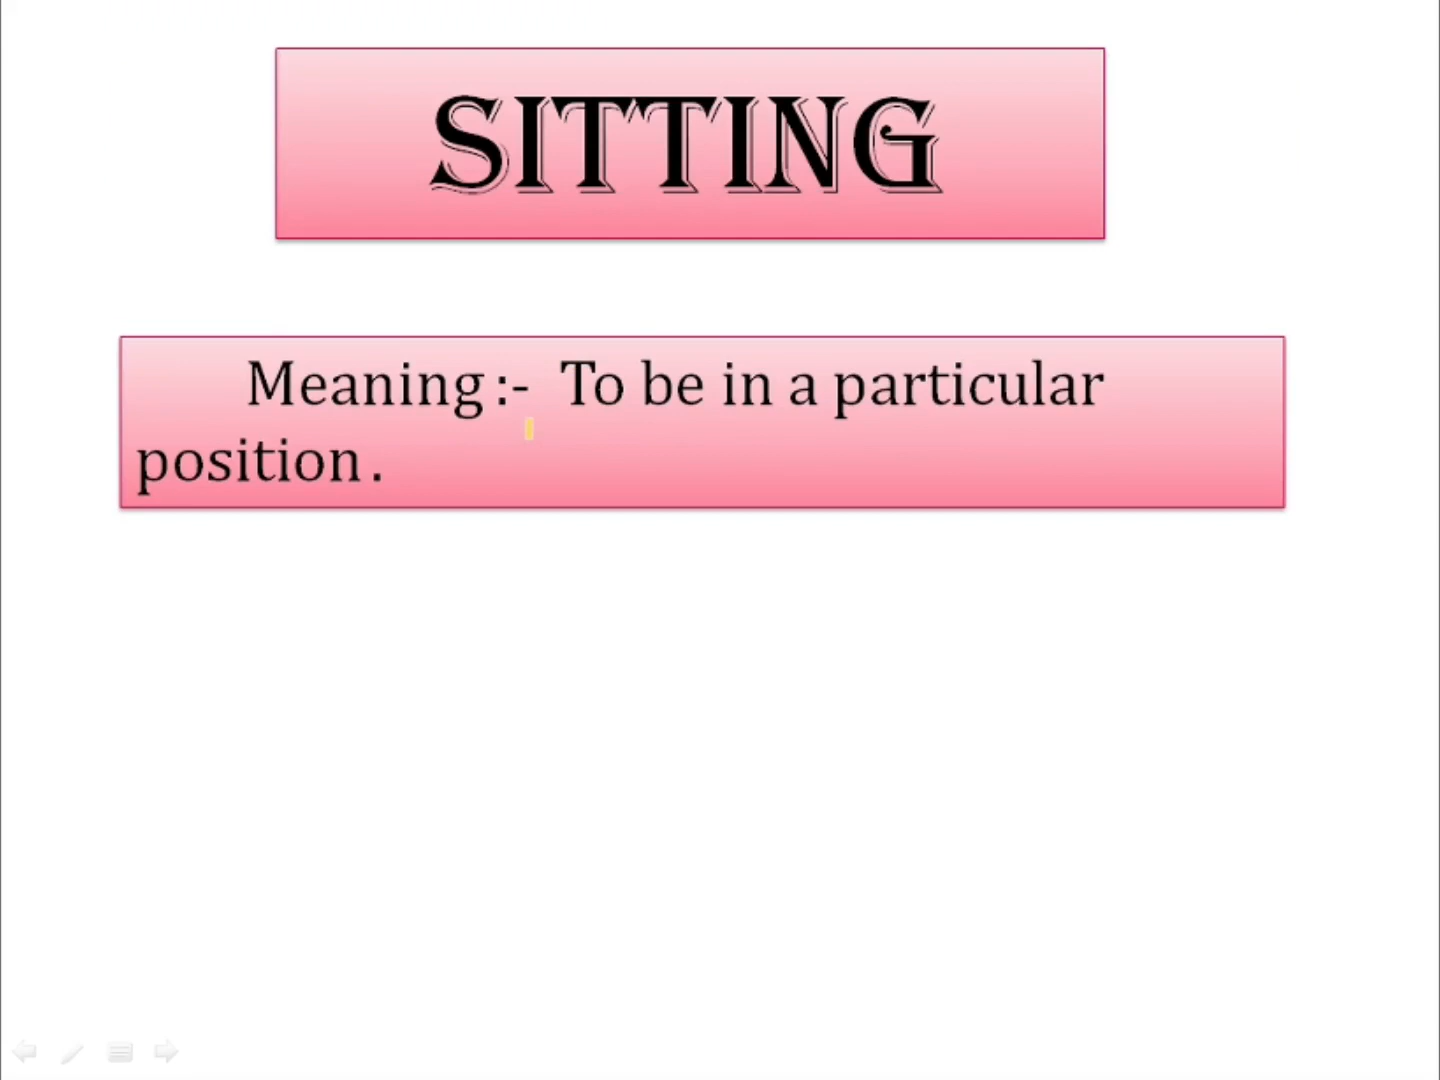 SITTING
Meaning :- To be in a particular
position .